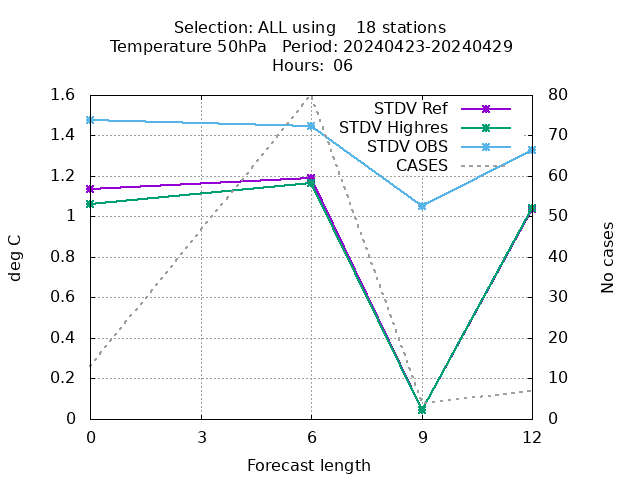 Selection: ALL using    18 stations
Temperature 50hPa   Period: 20240423-20240429
Hours:  06
1.6
1.4
1.2
1
0.8
0.6
0.4
0.2
0
80
70
60
50
40
30
20
10
0
STDV Ref
STDV Highres
STDV OBS
CASES
deg C
No cases
0 3 6 9 12
Forecast length